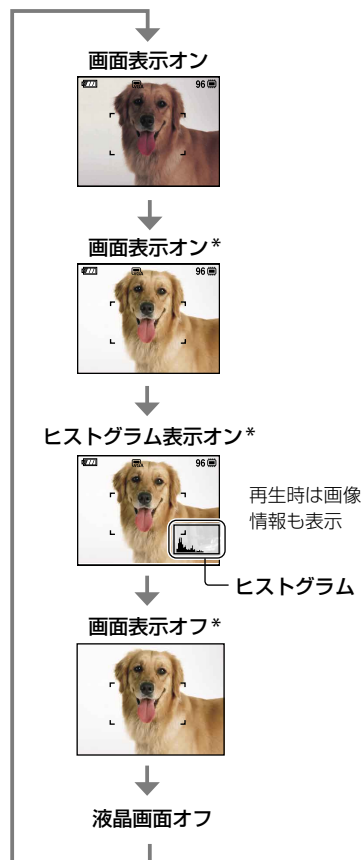 画面表示オン
96
画面表示オン*
96
ヒストグラム表示オン*
96
再生時は画像
情報も表示
ヒストグラム
画面表示オフ*
液晶画面オフ